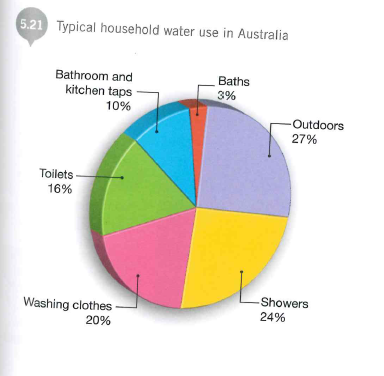 5.21 Typical household water use in Australia
Bathroom and
kitchen taps
10%
Baths
3%
Outdoors
27%
Toilets
16%
Washing clothes
20%
Showers
24%